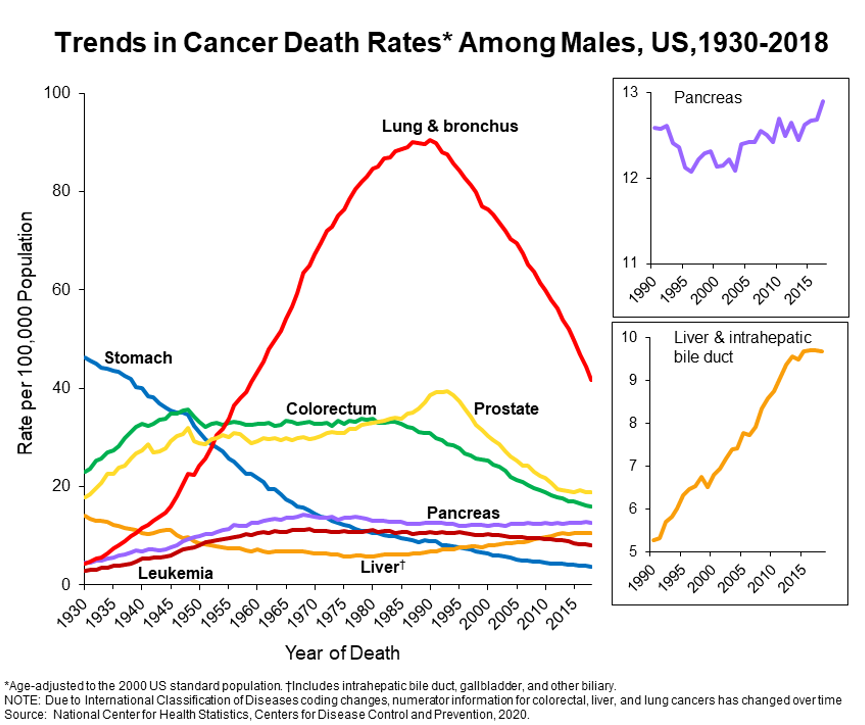 Trends in Cancer Death Rates* Among Males, US,1930-2018
Rate per 100,000 Population
100
80
60
40
20
0
Lung & bronchus
Stomach
Colorectum
Prostate
Pancreas
Leukemia
Liver†
1930
1935
1940
1945
1950
1955
1960
1965
1970
1975
1980
1985
1990
1995
2000
2005
2010
2015
Year of Death
Pancreas
13
12
11
1990
1995
2000
2005
2010
2015
Liver & intrahepatic
bile duct
10
9
8
7
6
5
1990
1995
2000
2005
2010
2015
*Age-adjusted to the 2000 US standard population. †Includes intrahepatic bile duct, gallbladder, and other biliary.
NOTE: Due to International Classification of Diseases coding changes, numerator information for colorectal, liver, and lung cancers has changed over time
Source: National Center for Health Statistics, Centers for Disease Control and Prevention, 2020.